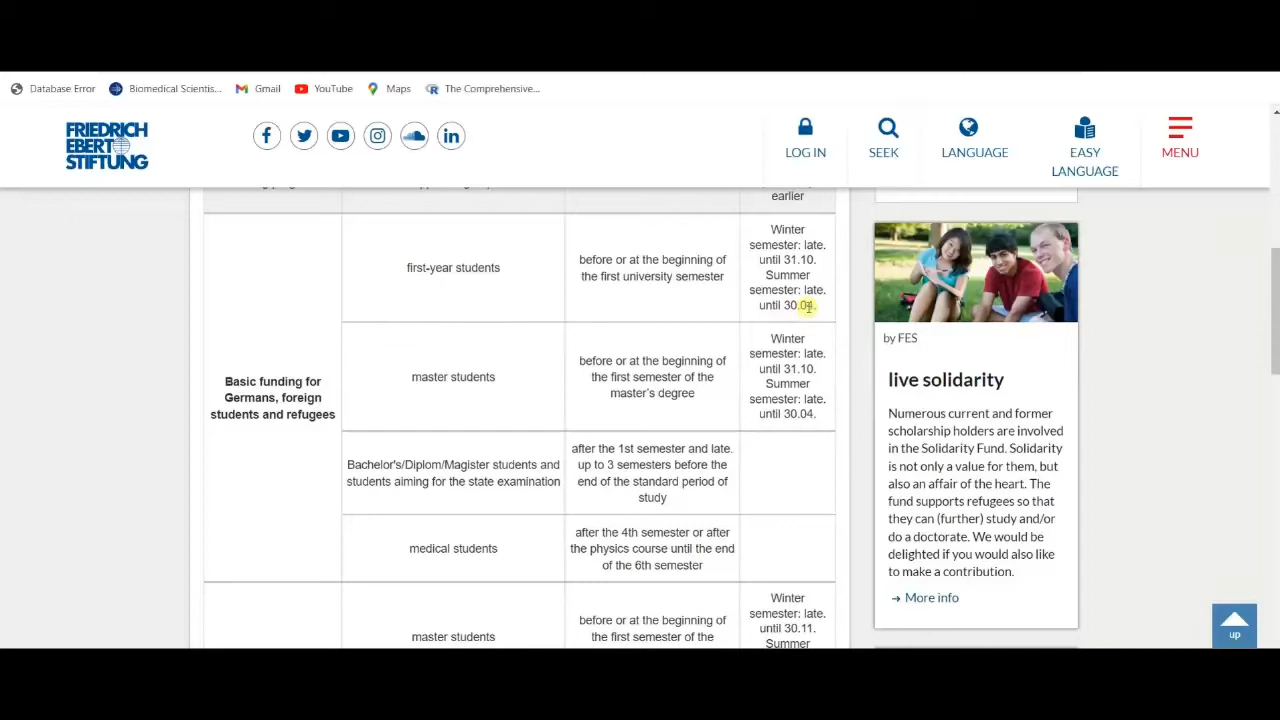 Database Error
Biomedical Scientis...
Gmail
YouTube
Maps
The Comprehensive...
FRIEDRICH
EBERT
STIFTUNG
LOG IN
SEEK
LANGUAGE
EASY
LANGUAGE
MENU
earlier
first-year students
before or at the beginning of
the first university semester
Winter
semester: late.
until 31.10.
Summer
semester: late.
until 30.04.
Basic funding for
Germans, foreign
students and refugees
master students
before or at the beginning of
the first semester of the
master's degree
Winter
semester: late.
until 31.10.
Summer
semester: late.
until 30.04.
Bachelor's/Diplom/Magister students and
students aiming for the state examination
after the 1st semester and late.
up to 3 semesters before the
end of the standard period of
study
medical students
after the 4th semester or after
the physics course until the end
of the 6th semester
master students
before or at the beginning of
the first semester of the
Winter
semester: late.
until 30.11.
Summer
by FES
live solidarity
Numerous current and former
scholarship holders are involved
in the Solidarity Fund. Solidarity
is not only a value for them, but
also an affair of the heart. The
fund supports refugees so that
they can (further) study and/or
do a doctorate. We would be
delighted if you would also like
to make a contribution.
→ More info
up